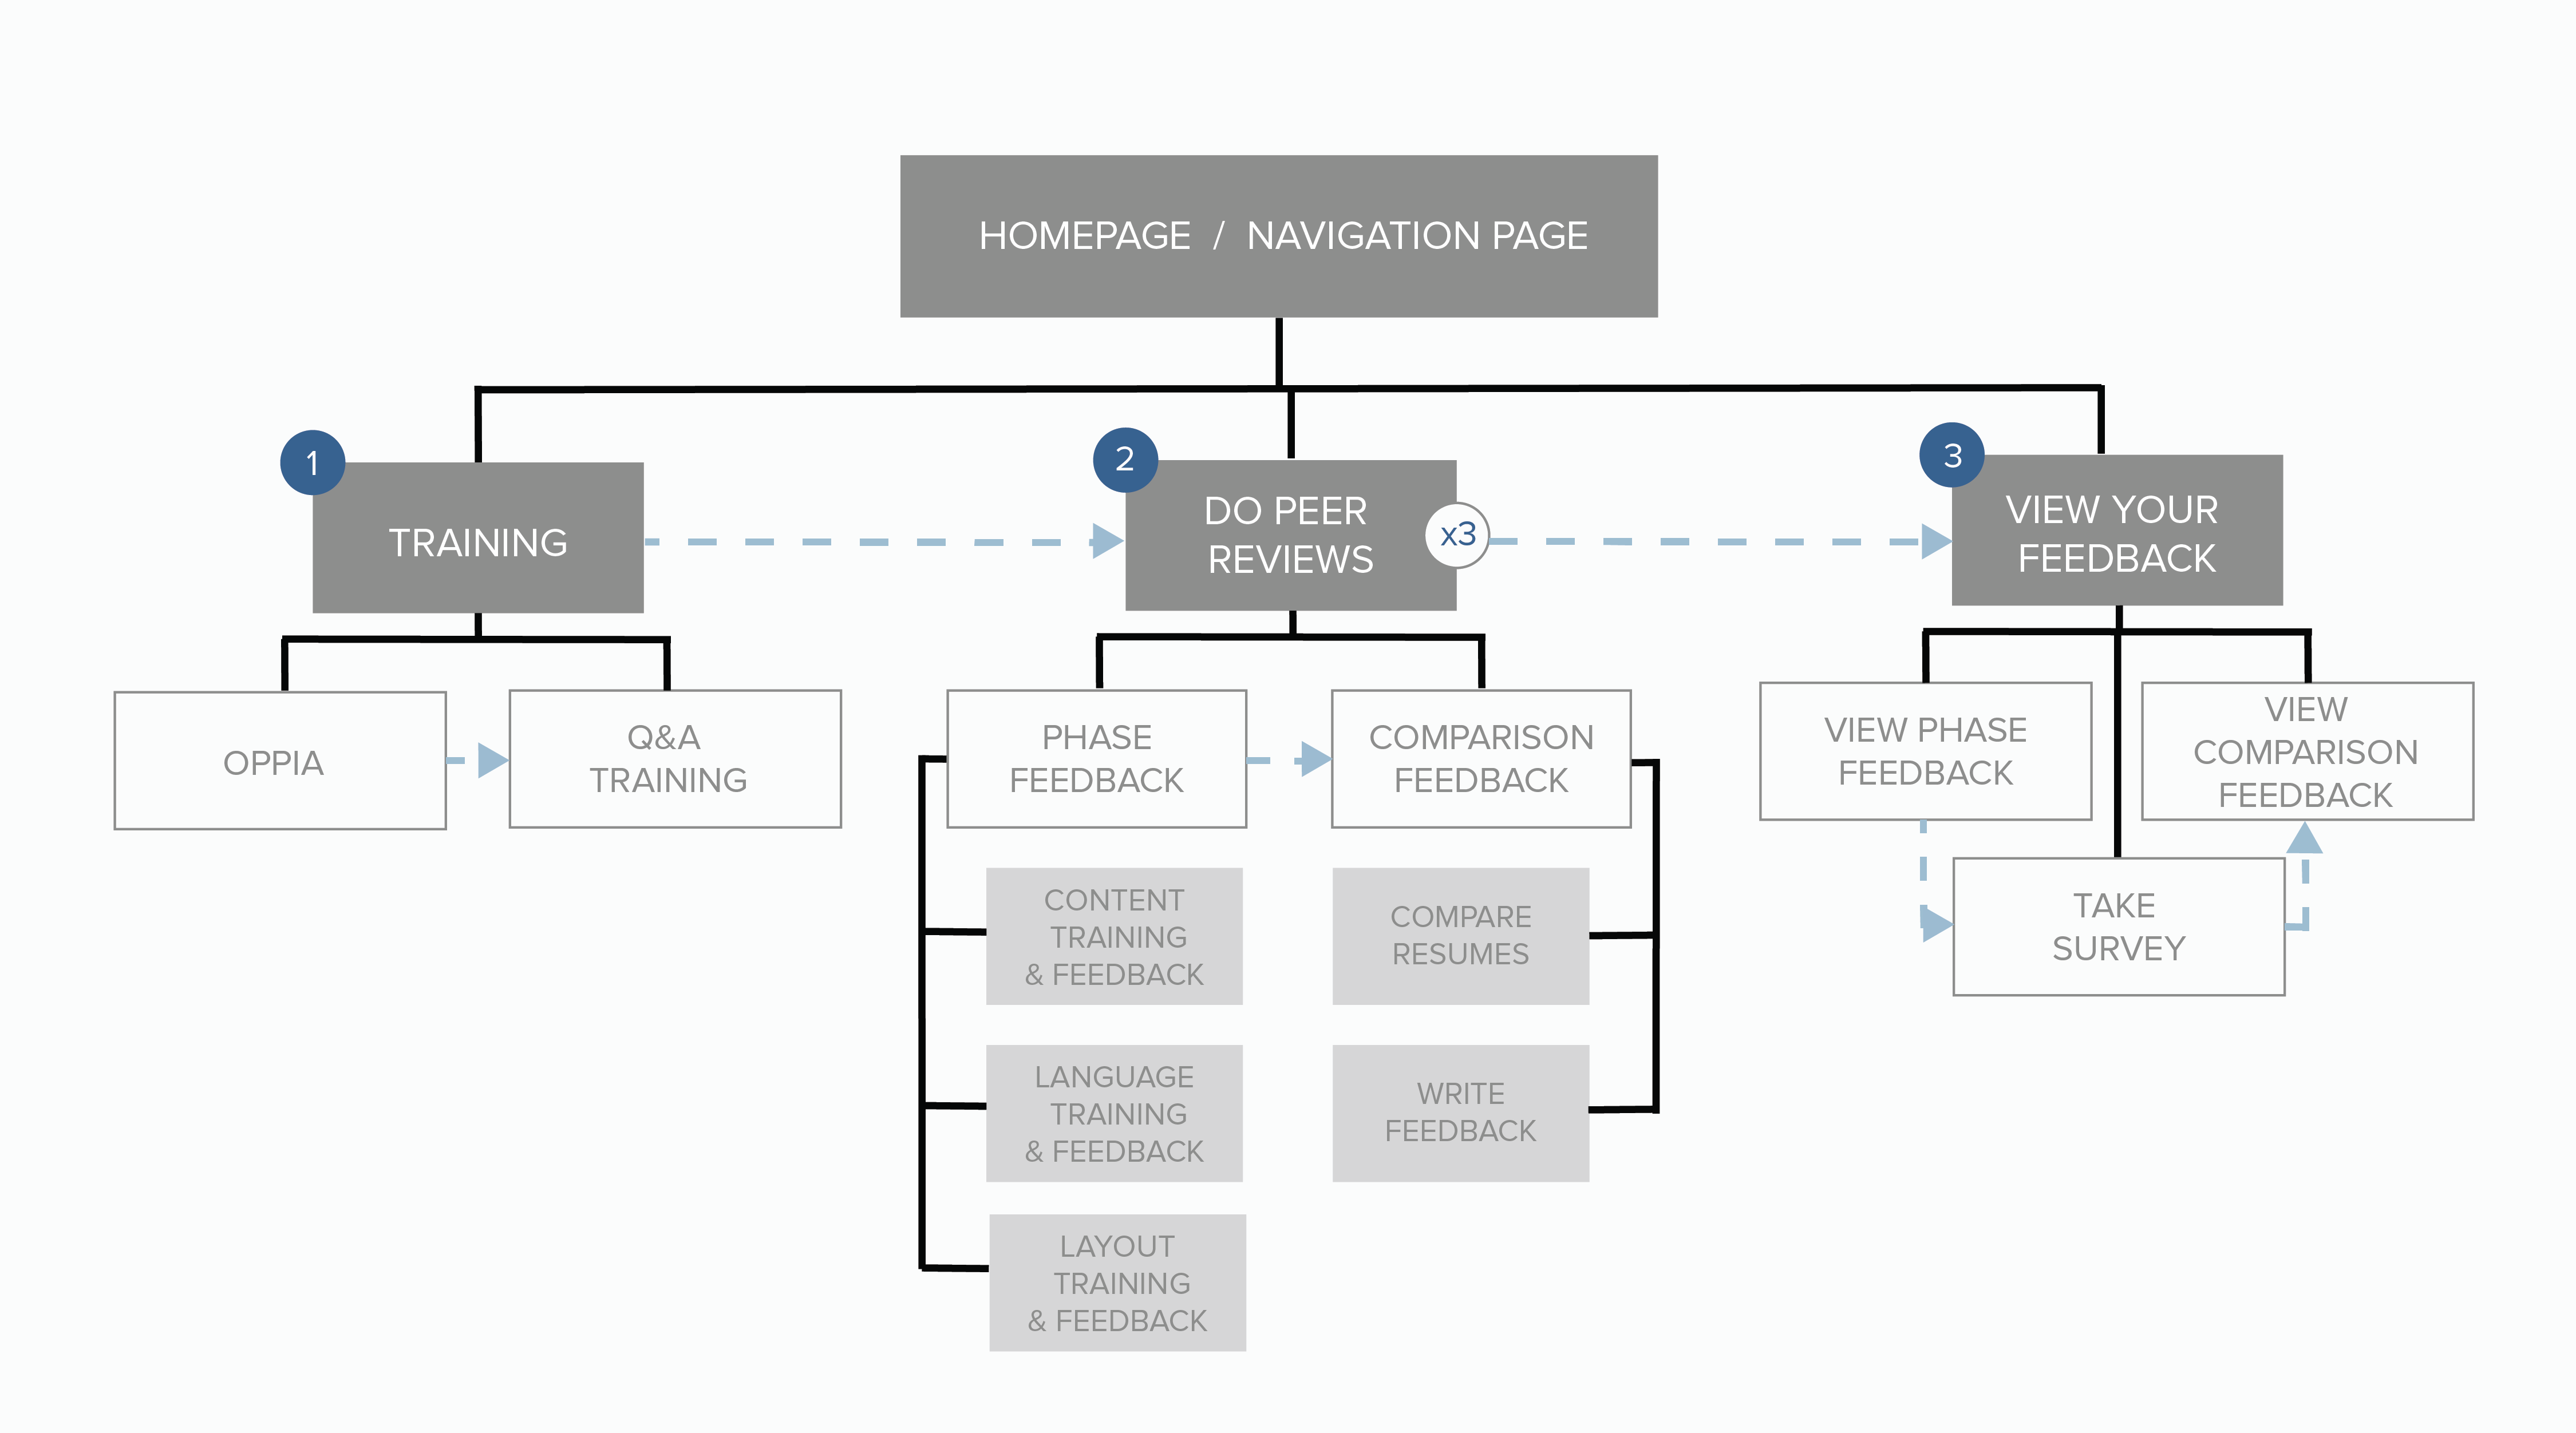 HOMEPAGE / NAVIGATION PAGE
1
TRAINING
2
DO PEER
REVIEWS
x3
3
VIEW YOUR
FEEDBACK
OPPIA
Q&A
TRAINING
PHASE
FEEDBACK
COMPARISON
FEEDBACK
VIEW PHASE
FEEDBACK
VIEW
COMPARISON
FEEDBACK
TAKE
SURVEY
CONTENT
TRAINING
& FEEDBACK
COMPARE
RESUMES
LANGUAGE
TRAINING
& FEEDBACK
WRITE
FEEDBACK
LAYOUT
TRAINING
& FEEDBACK